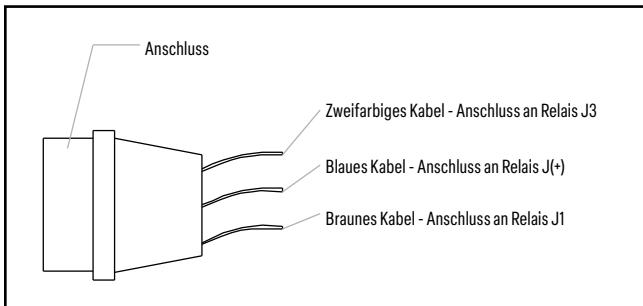 Anschluss
Zweifarbiges Kabel - Anschluss an Relais J3
Blaues Kabel - Anschluss an Relais J(+)
Braunes Kabel - Anschluss an Relais J1